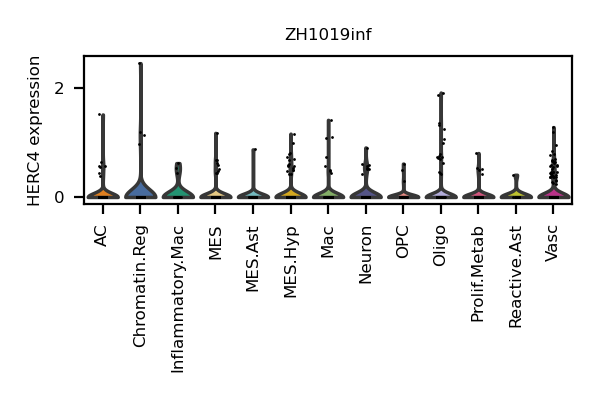 ZH1019inf
HERC4 expression
2
0
AC
Chromatin.Reg
Inflammatory.Mac
MES
MES.Ast
MES.Hyp
Mac
Neuron
OPC
Oligo
Prolif.Metab
Reactive.Ast
Vasc